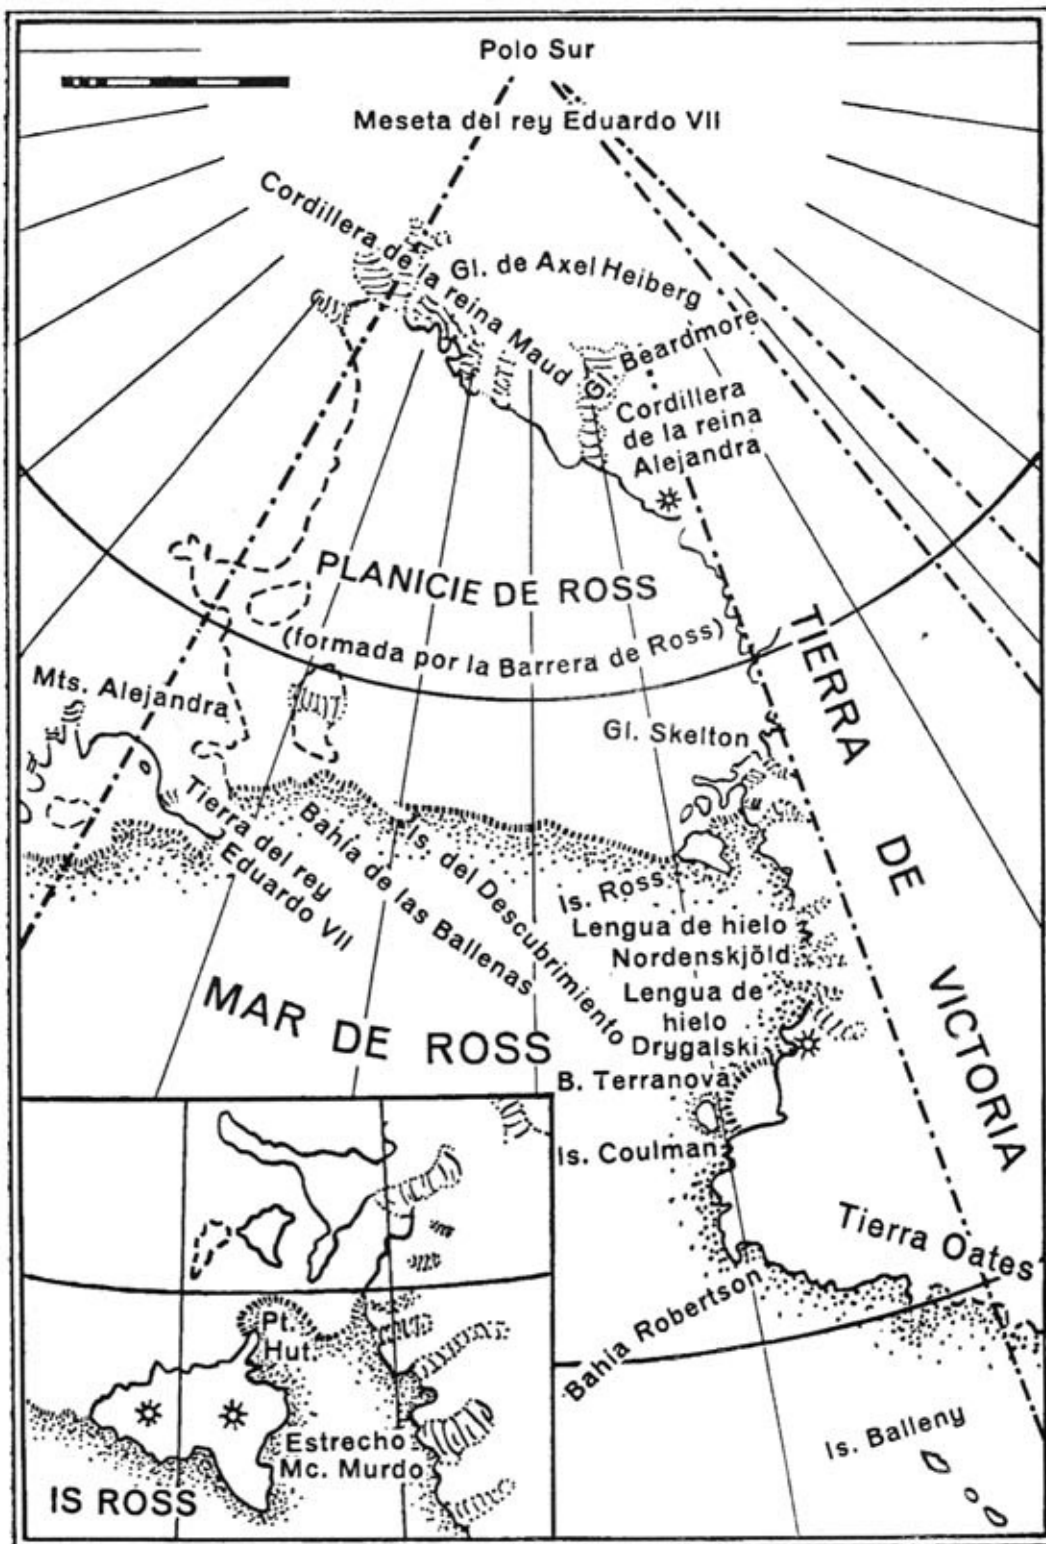 Polo Sur
Meseta del rey Eduardo VII
Cordillera de la reina Maud
Gl. de Axel Heiberg
Gl. Beardmore
Cordillera
de la reina
Alejandra
PLANICIE DE ROSS
(formada por la Barrera de Ross)
TIERRA DE VICTORIA
Mts. Alejandra
Gl. Skelton
Tierra del rey
Eduardo VII
Bahía de las Ballenas
Is. del Descubrimiento
Is. Ross
Lengua de hielo
Nordenskjöld
Lengua de
hielo
Drygalski
MAR DE ROSS
B. Terranova
Is. Coulman
Tierra Oates
Bahía Robertson
Is. Balleny
Pt.
Hut.
Estrecho
Mc. Murdo
IS ROSS